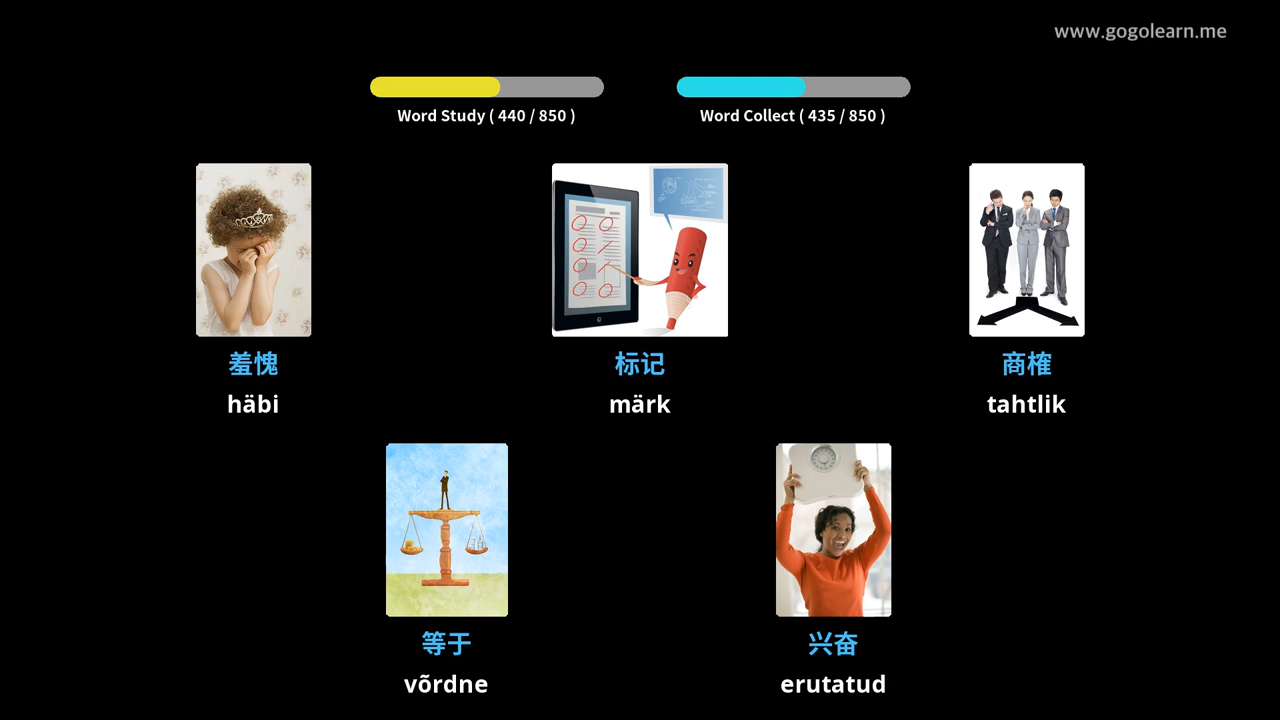 www.gogolearn.me
Word Study ( 440 / 850 )
Word Collect ( 435 / 850 )
羞愧
häbi
标记
märk
商榷
tahtlik
等于
võrdne
兴奋
erutatud